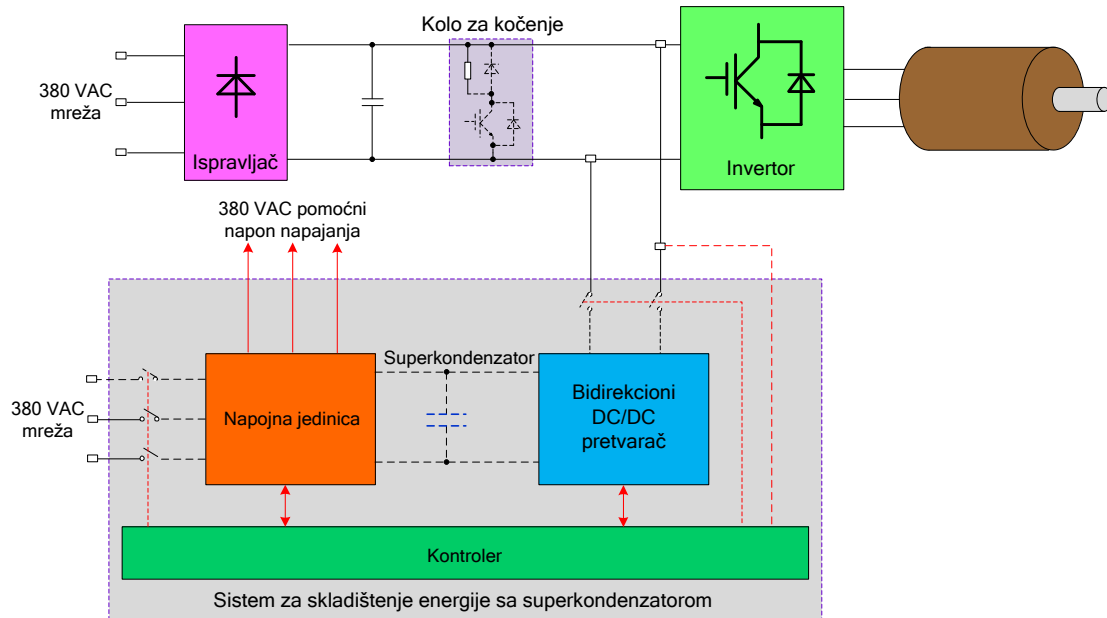 Kolo za kočenje
380 VAC
mreža
Ispravljač
Invertor
380 VAC pomoćni
napon napajanja
Superkondenzator
380 VAC
mreža
Napojna jedinica
Bidirekcioni
DC/DC
pretvarač
Kontroler
Sistem za skladištenje energije sa superkondenzatorom